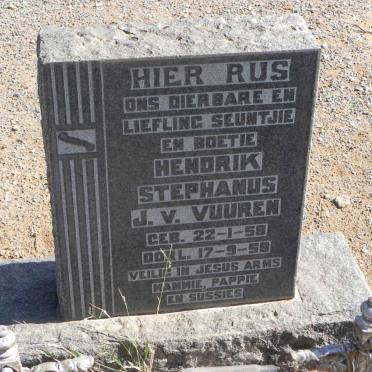 HIER RUS
ONS DIERBARE EN
LIEFLING SEUNTJIE
EN BOETIE
HENDRIK
STEPHANUS
J. V. VUUREN
GEB. 22-1-58
OORL. 17-9-58
VEILIG IN JESUS ARMS
MAMMIE, PAPPIE
EN SUSSIES